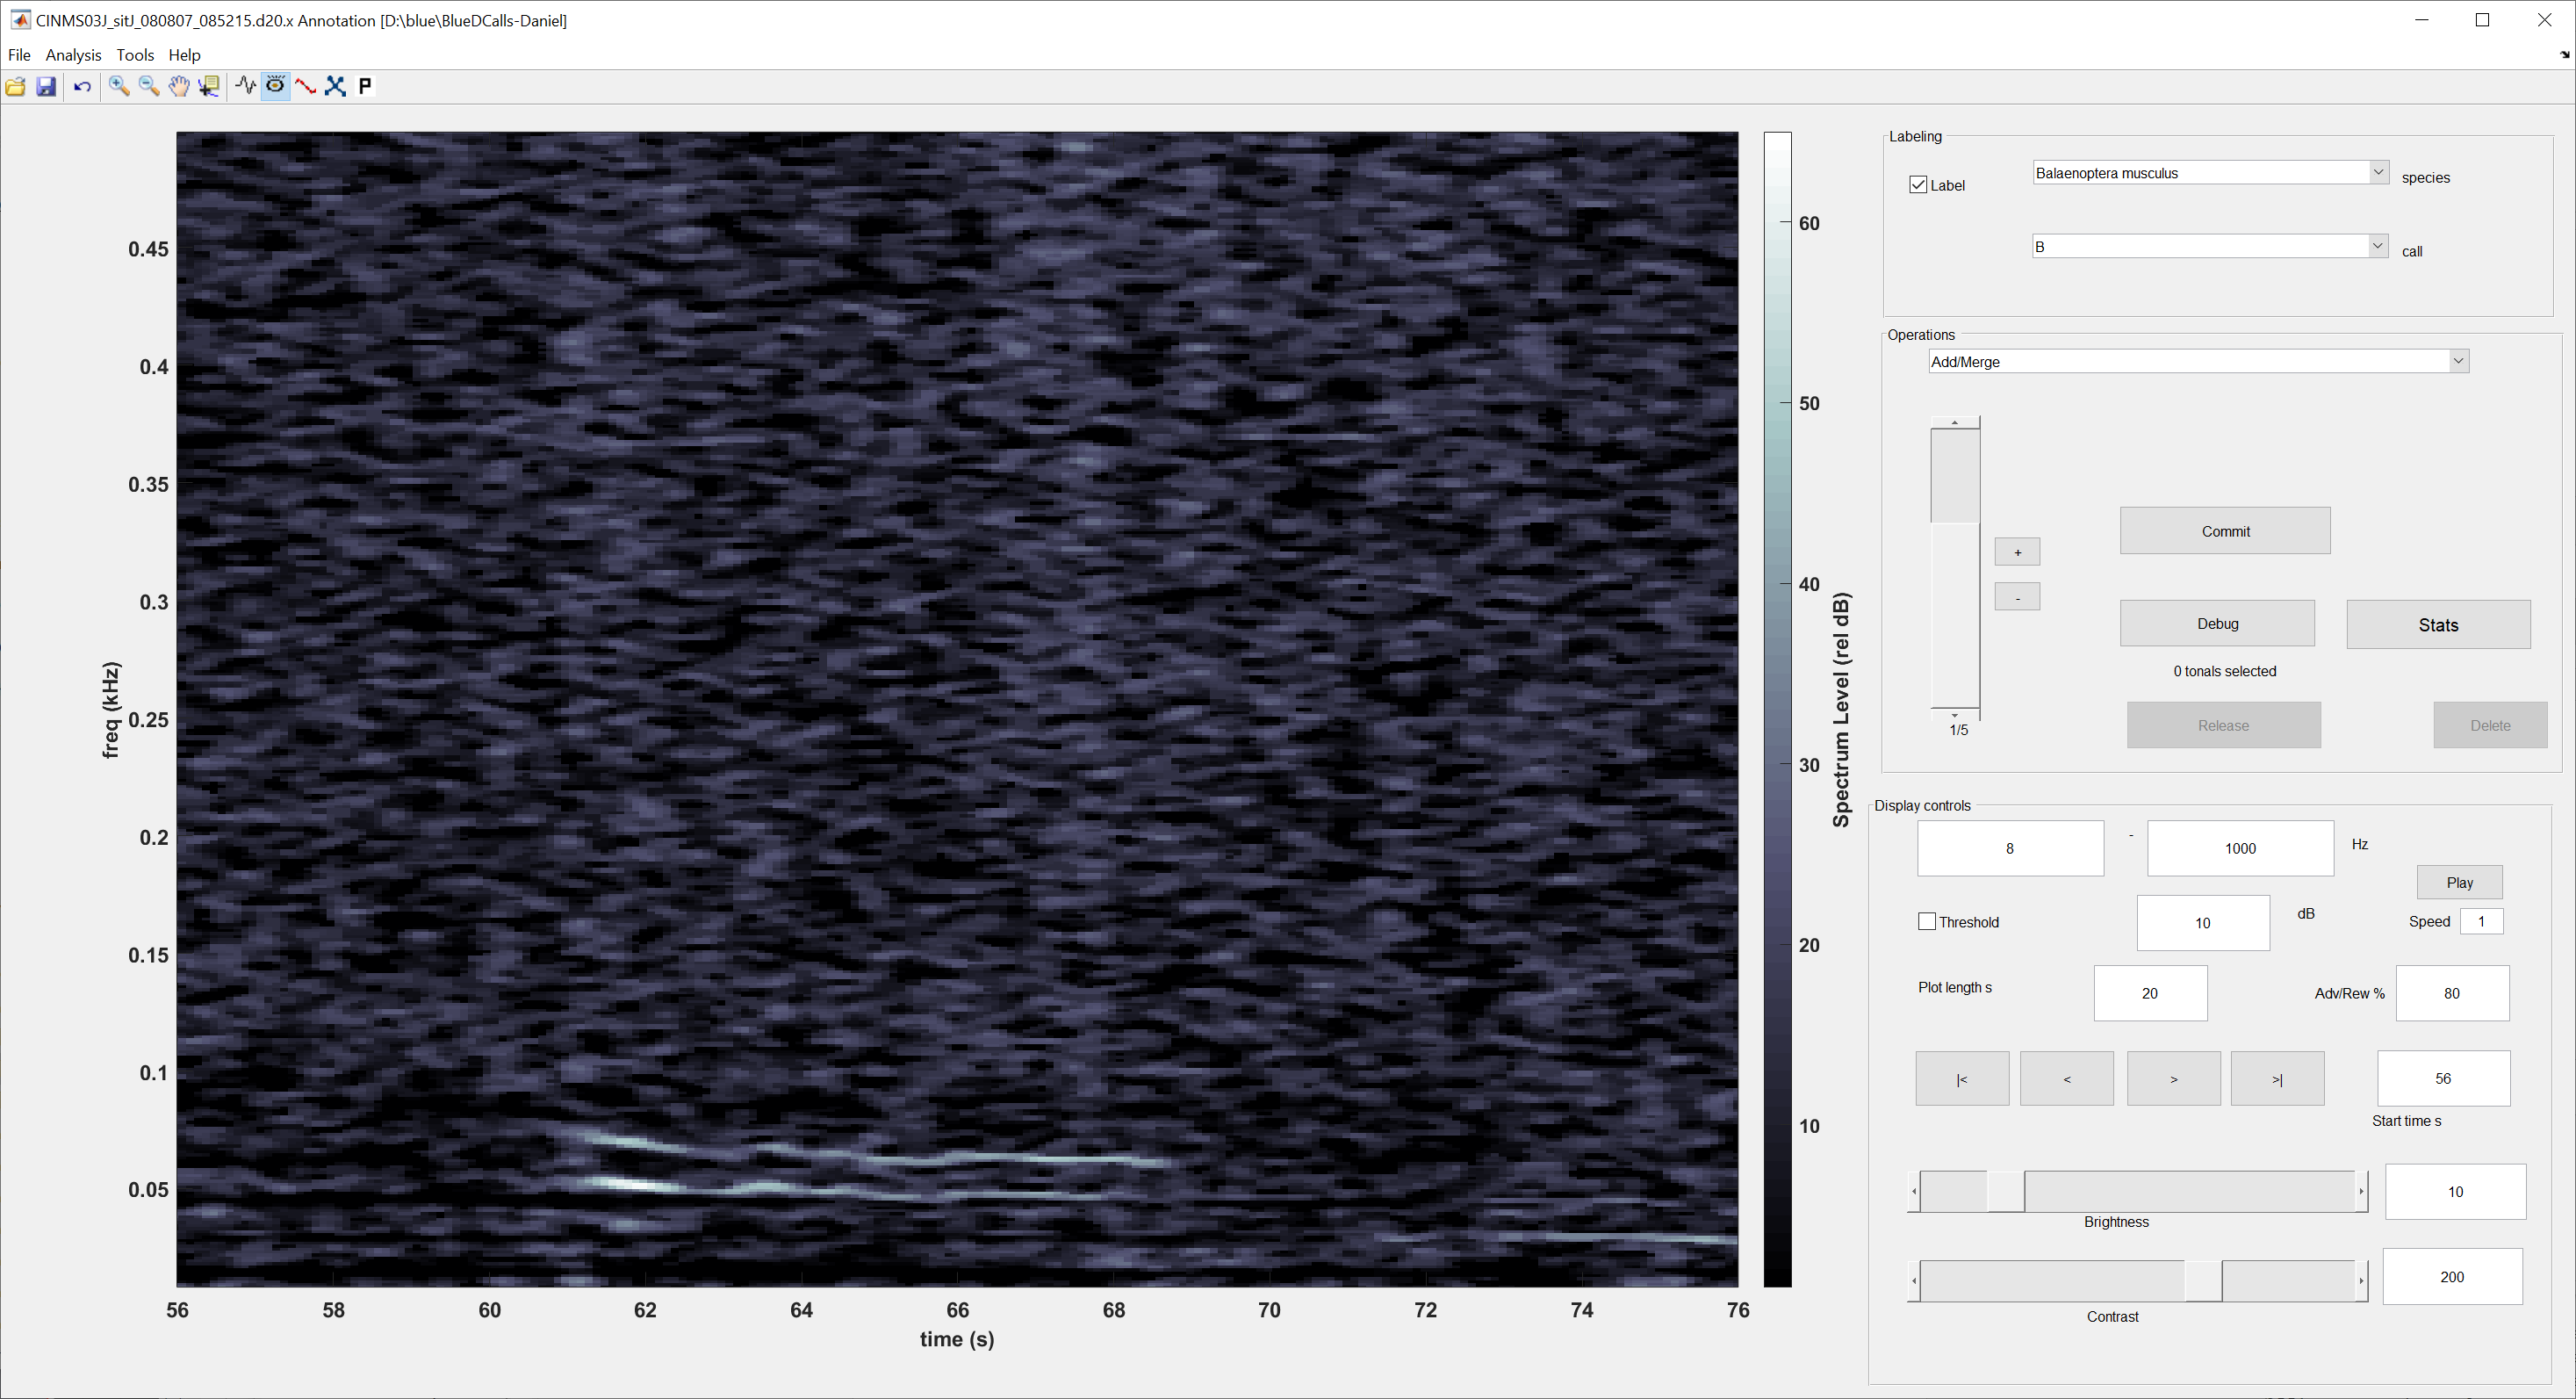 CINMS03J_sitJ_080807_085215.d20.x Annotation [D:\blue\BlueDCalls-Daniel]
File Analysis Tools Help
P
0.45
0.4
0.35
0.3
0.25
0.2
0.15
0.1
0.05
freq (kHz)
56 58 60 62 64 66 68 70 72 74 76
time (s)
60
50
40
30
20
10
Spectrum Level (rel dB)
Labeling
Label
Balaenoptera musculus
species
B
call
Operations
Add/Merge
+
-
1/5
Commit
Debug
Stats
0 tonals selected
Release
Delete
Display controls
8 - 1000 Hz
Play
Threshold
10
dB
Speed 1
Plot length s
20
Adv/Rew %
80
|<
<
>
>|
56
Start time s
10
Brightness
200
Contrast